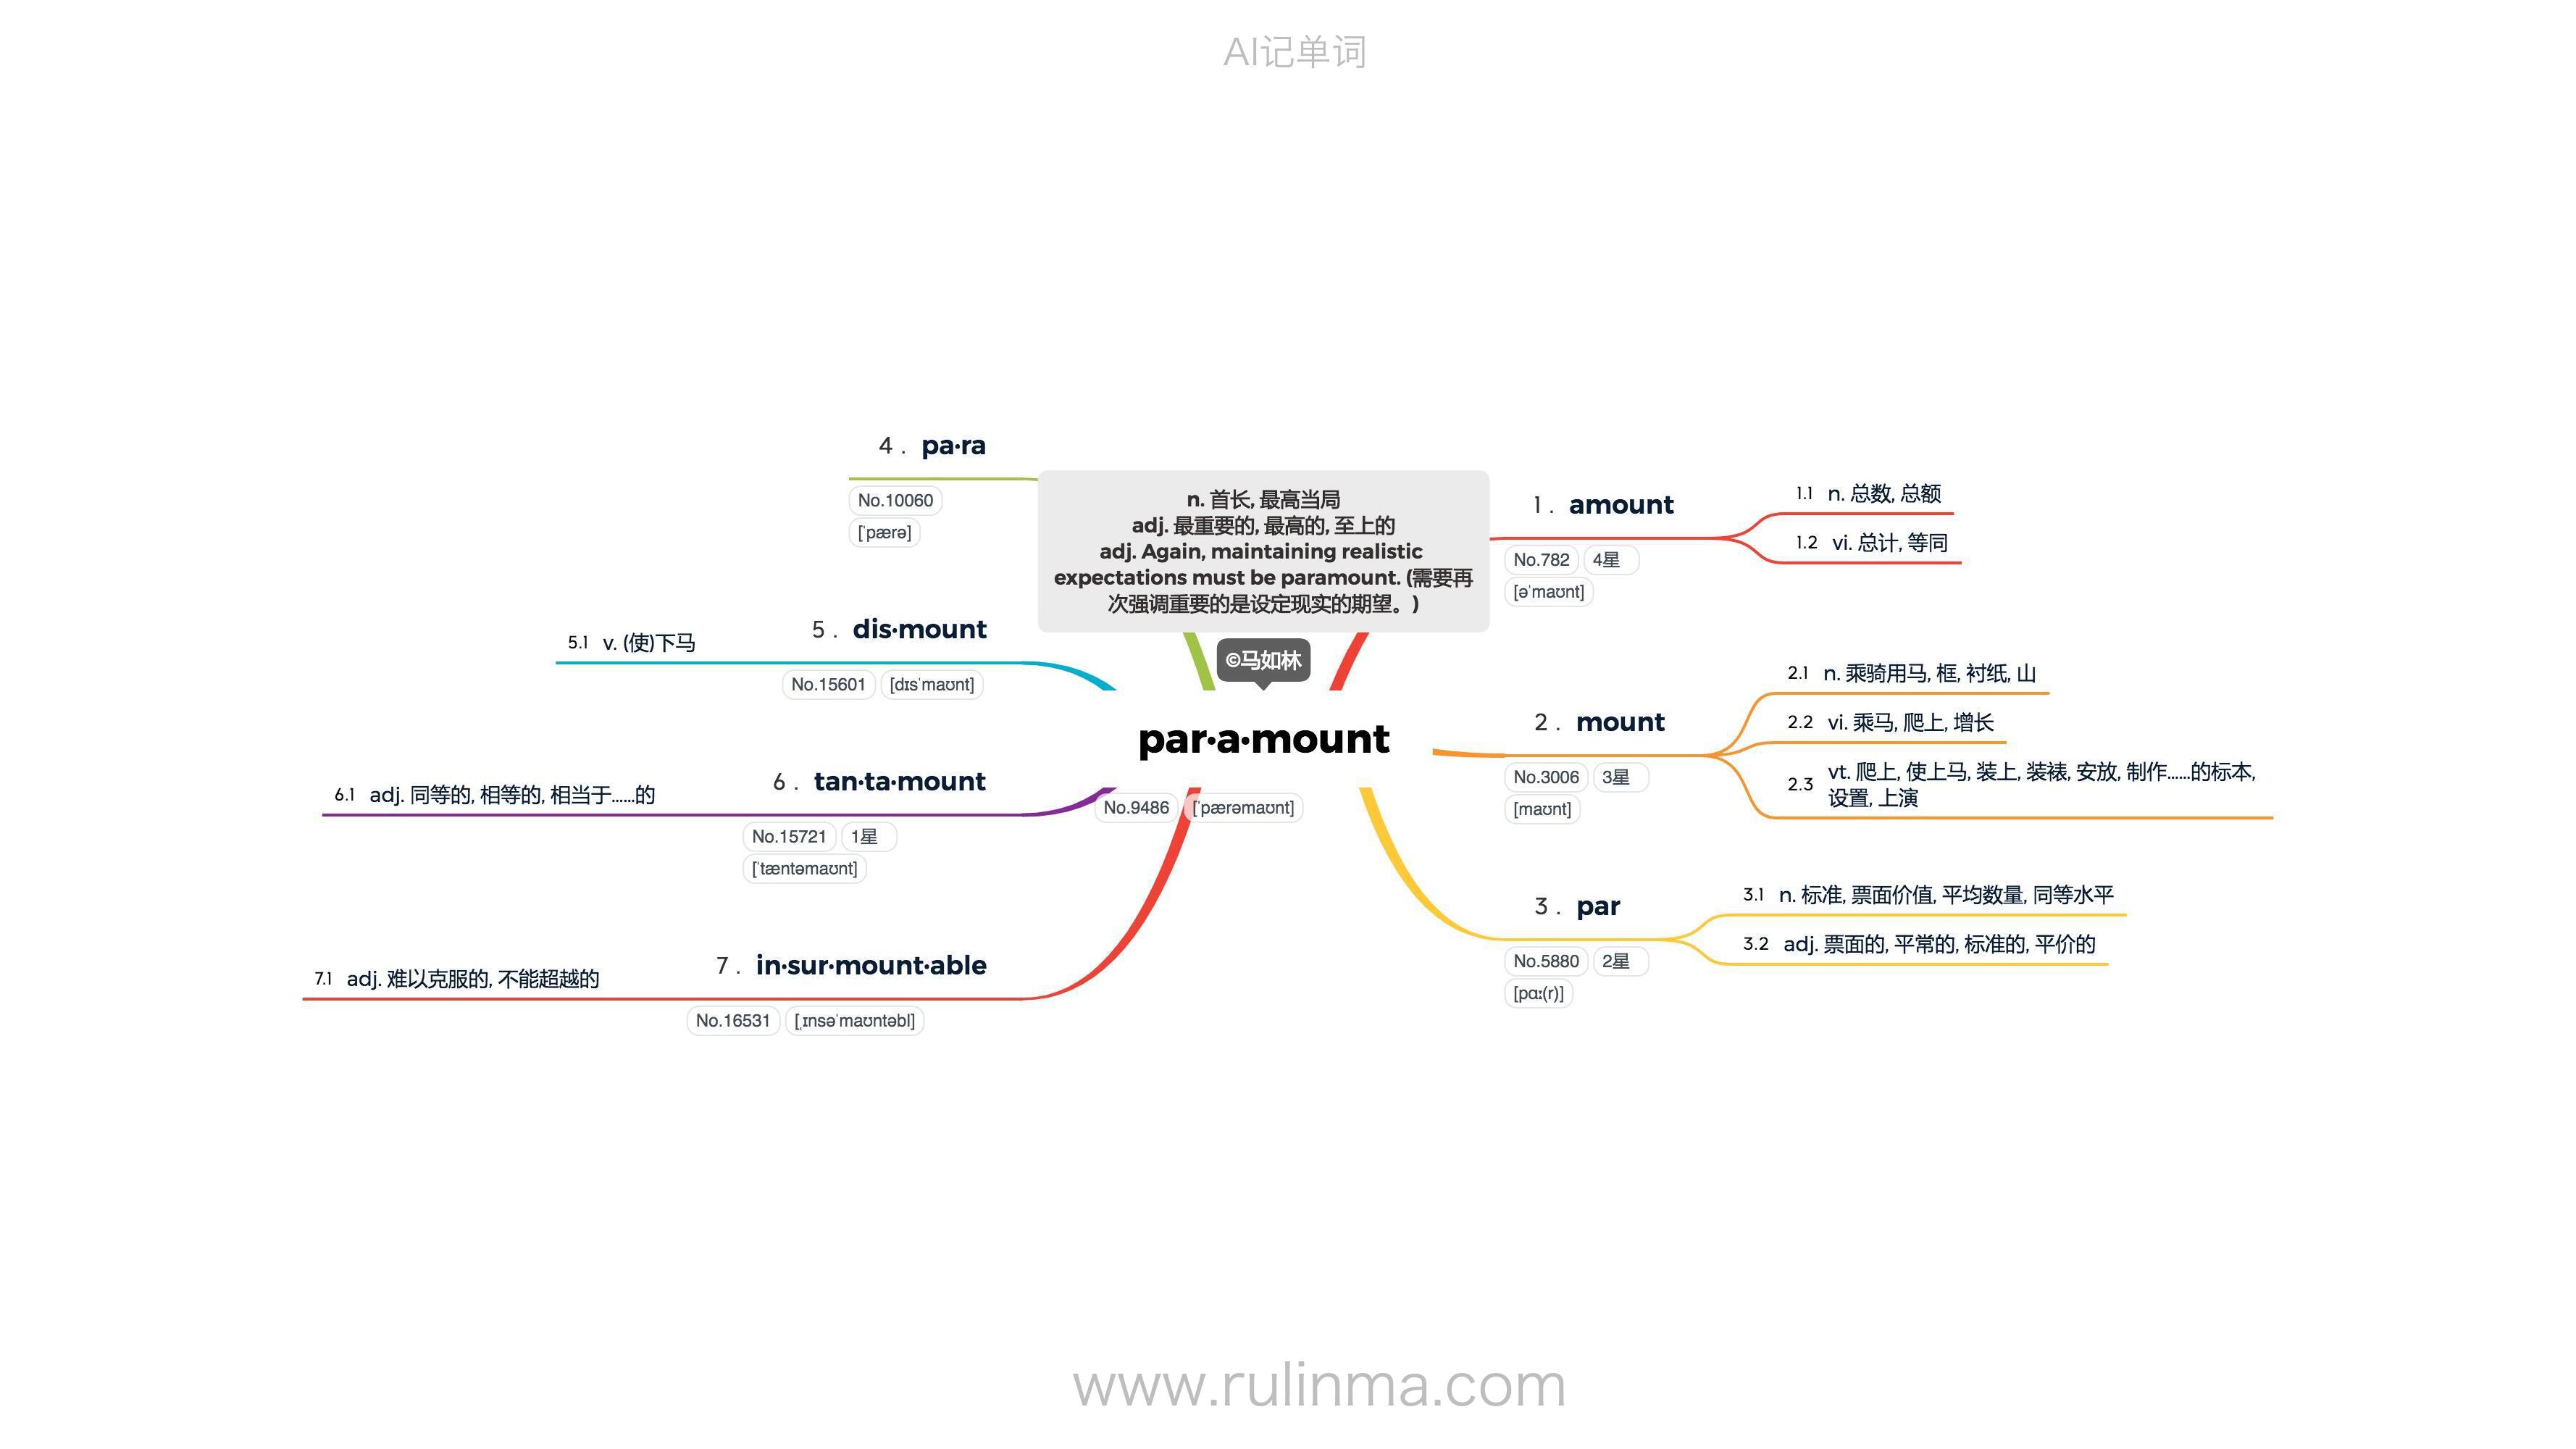 AI记单词
n. 首长, 最高当局
adj. 最重要的, 最高的, 至上的
adj. Again, maintaining realistic
expectations must be paramount. (需要再
次强调重要的是设定现实的期望。)
©马如林
par·a·mount
No.9486 [ˈpærəmaʊnt]
1 . amount
No.782 4星
[əˈmaʊnt]
1.1 n. 总数, 总额
1.2 vi. 总计, 等同
2 . mount
No.3006 3星
[maʊnt]
2.1 n. 乘骑用马, 框, 衬纸, 山
2.2 vi. 乘马, 爬上, 增长
2.3 vt. 爬上, 使上马, 装上, 装裱, 安放, 制作......的标本,
设置, 上演
3 . par
No.5880 2星
[pɑː(r)]
3.1 n. 标准, 票面价值, 平均数量, 同等水平
3.2 adj. 票面的, 平常的, 标准的, 平价的
4 . pa·ra
No.10060
[ˈpærə]
5 . dis·mount
No.15601 [dɪsˈmaʊnt]
5.1 v. (使)下马
6 . tan·ta·mount
No.15721 1星
[ˈtæntəmaʊnt]
6.1 adj. 同等的, 相等的, 相当于......的
7 . in·sur·mount·able
No.16531 [ˌɪnsəˈmaʊntəbl]
7.1 adj. 难以克服的, 不能超越的
www.rulinma.com